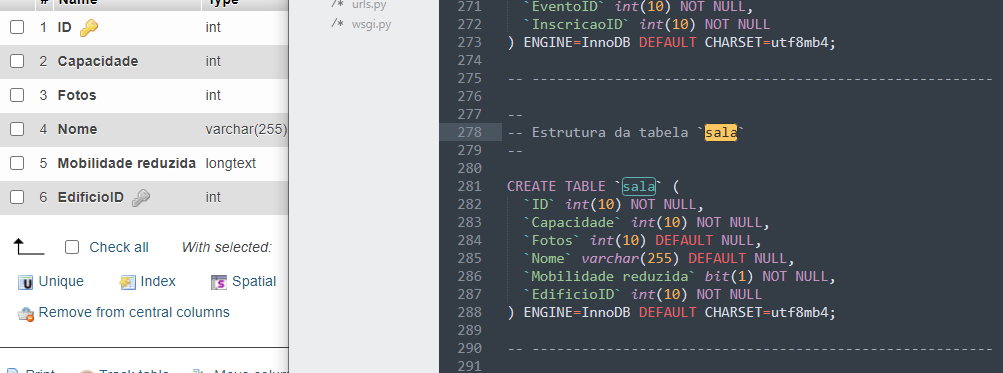 # Name Type
1 ID int
2 Capacidade int
3 Fotos int
4 Nome varchar(255)
5 Mobilidade reduzida longtext
6 EdificioID int
Check all With selected:
Unique Index Spatial
Remove from central columns
Print Track table Move colum
/* urls.py
/* wsgi.py
271 `EventoID` int(10) NOT NULL,
272 `InscricaoID` int(10) NOT NULL
273 ) ENGINE=InnoDB DEFAULT CHARSET=utf8mb4;
274
275 -- --------------------------------------------------------
276
277 --
278 -- Estrutura da tabela `sala`
279 --
280
281 CREATE TABLE `sala` (
282 `ID` int(10) NOT NULL,
283 `Capacidade` int(10) NOT NULL,
284 `Fotos` int(10) DEFAULT NULL,
285 `Nome` varchar(255) DEFAULT NULL,
286 `Mobilidade reduzida` bit(1) NOT NULL,
287 `EdificioID` int(10) NOT NULL
288 ) ENGINE=InnoDB DEFAULT CHARSET=utf8mb4;
289
290 -- --------------------------------------------------------
291